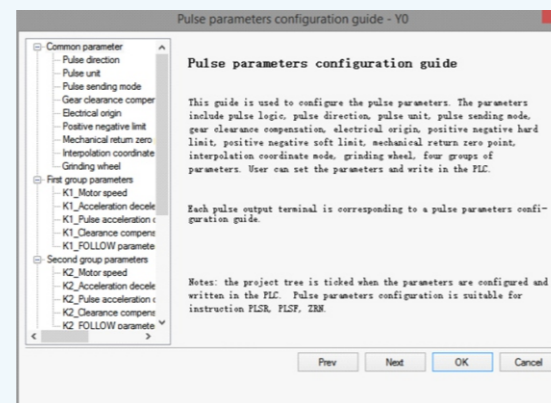 Pulse parameters configuration guide - Y0
Common parameter
Pulse direction
Pulse unit
Pulse sending mode
Gear clearance comper
Electrical origin
Positive negative limit
Mechanical return zero
Interpolation coordinate
Grinding wheel
First group parameters
K1_Motor speed
K1_Acceleration decele
K1_Pulse acceleration c
K1_Clearance compens
K1_FOLLOW paramete
Second group parameters
K2_Motor speed
K2_Acceleration decele
K2_Pulse acceleration c
K2_Clearance compens
K2 FOLLOW paramete
Pulse parameters configuration guide
This guide is used to configure the pulse parameters. The parameters
include pulse logic, pulse direction, pulse unit, pulse sending mode,
gear clearance compensation, electrical origin, positive negative hard
limit, positive negative soft limit, mechanical return zero point,
interpolation coordinate mode, grinding wheel, four groups of
parameters. User can set the parameters and write in the PLC.
Each pulse output terminal is corresponding to a pulse parameters confi-
guration guide.
Notes: the project tree is ticked when the parameters are configured and
written in the PLC. Pulse parameters configuration is suitable for
instruction PLSR, PLSF, ZRN.
Prev
Next
OK
Cancel